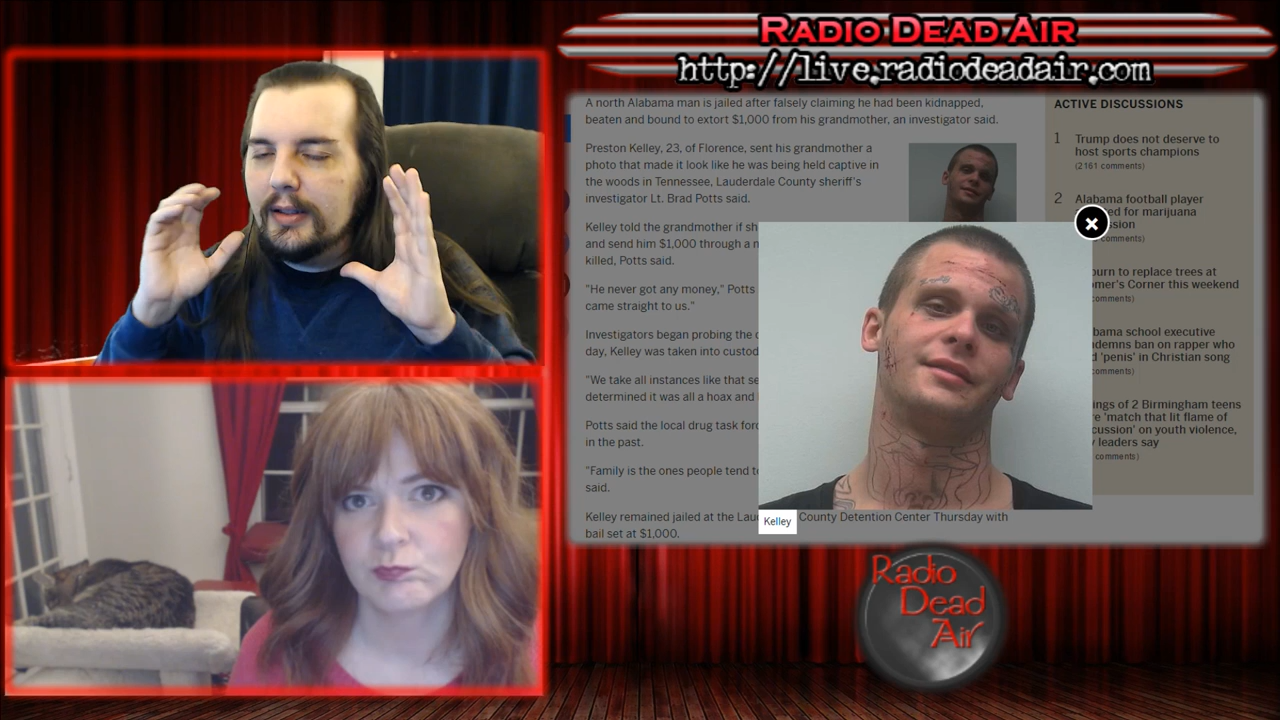 RADIO DEAD AIR
http://live.radiodeadair.com
A north Alabama man is jailed after falsely claiming he had been kidnapped,
beaten and bound to extort $1,000 from his grandmother, an investigator said.
Preston Kelley, 23, of Florence, sent his grandmother a
photo that made it look like he was being held captive in
the woods in Tennessee, Lauderdale County sheriff's
investigator Lt. Brad Potts said.
Kelley told the grandmother if sh
and send him $1,000 through a
killed, Potts said.
"He never got any money," Potts
came straight to us."
Investigators began probing the
day, Kelley was taken into custod
"We take all instances like that se
determined it was all a hoax and
Potts said the local drug task forc
in the past.
"Family is the ones people tend t
said.
Kelley remained jailed at the Lau County Detention Center Thursday with
bail set at $1,000.
Kelley
ACTIVE DISCUSSIONS
1 Trump does not deserve to
host sports champions
(2161 comments)
2 Alabama football player
ed for marijuana
ssion
comments)
urn to replace trees at
omer's Corner this weekend
comments)
bama school executive
ndemns ban on rapper who
d 'penis' in Christian song
comments)
ngs of 2 Birmingham teens
re 'match that lit flame of
cussion' on youth violence,
y leaders say
comments)
Radio
Dead
Air